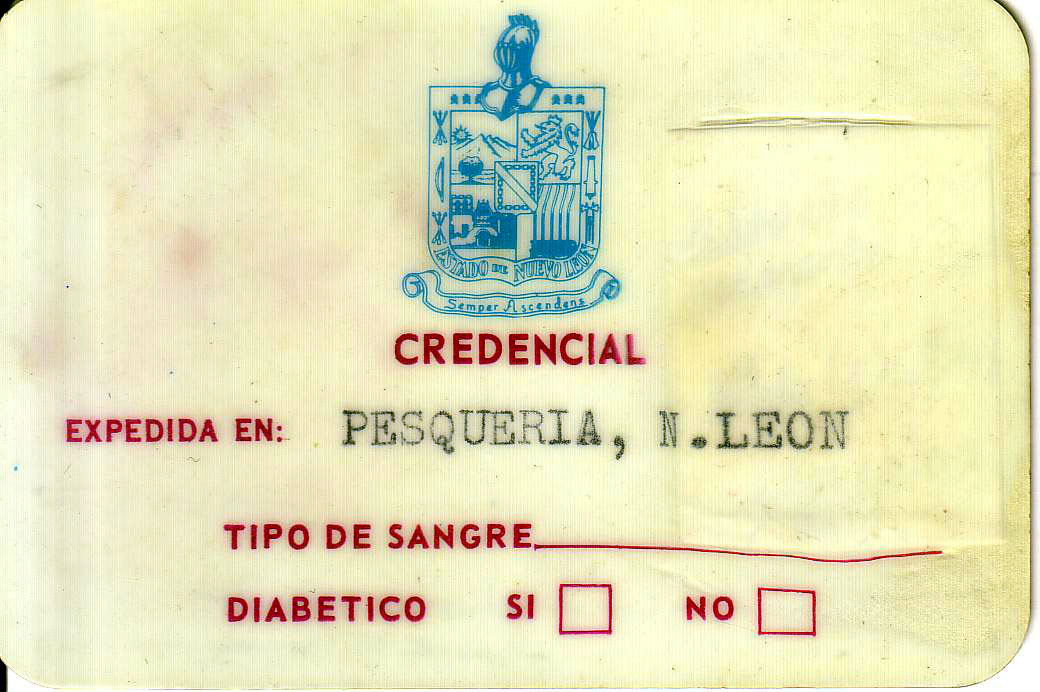 ESTADO DE NUEVO LEON
Semper Ascendens
CREDENCIAL
EXPEDIDA EN: PESQUERIA, N.LEON
TIPO DE SANGRE
DIABETICO SI NO